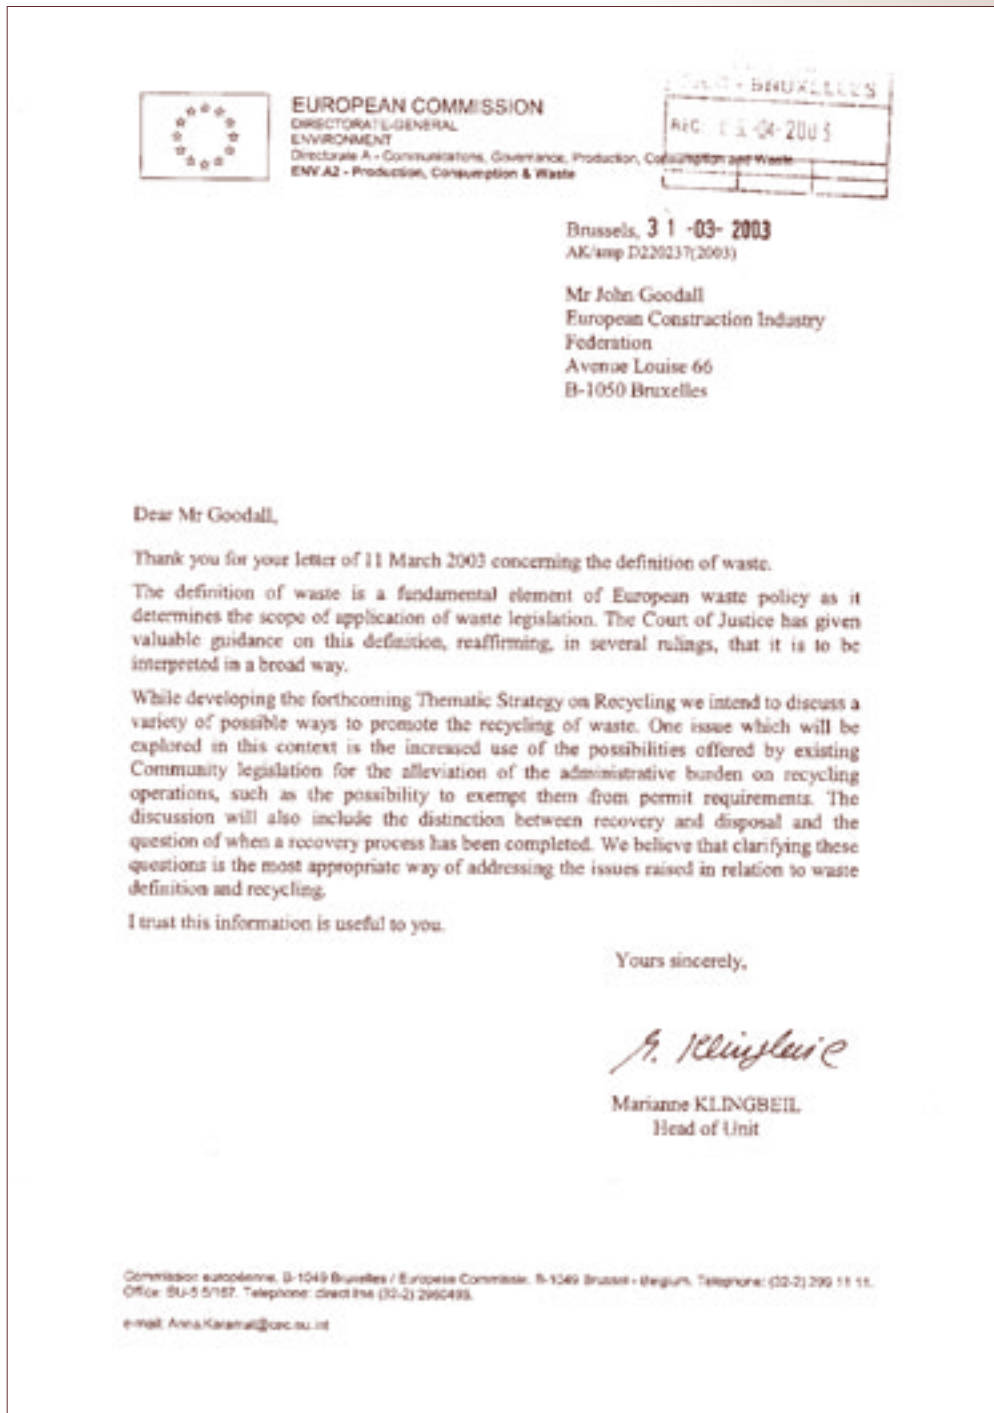 EUROPEAN COMMISSION
DIRECTORATE-GENERAL
ENVIRONMENT
Directorate A - Communications, Governance, Production, Consumption and Waste
ENV.A2 - Production, Consumption & Waste
- BRUXELLES
REC. -04-2003
Brussels, 31 -03- 2003
AK/amp D220237(2003)
Mr John Goodall
European Construction Industry
Federation
Avenue Louise 66
B-1050 Bruxelles
Dear Mr Goodall,
Thank you for your letter of 11 March 2003 concerning the definition of waste.
The definition of waste is a fundamental element of European waste policy as it
determines the scope of application of waste legislation. The Court of Justice has given
valuable guidance on this definition, reaffirming, in several rulings, that it is to be
interpreted in a broad way.
While developing the forthcoming Thematic Strategy on Recycling we intend to discuss a
variety of possible ways to promote the recycling of waste. One issue which will be
explored in this context is the increased use of the possibilities offered by existing
Community legislation for the alleviation of the administrative burden on recycling
operations, such as the possibility to exempt them from permit requirements. The
discussion will also include the distinction between recovery and disposal and the
question of when a recovery process has been completed. We believe that clarifying these
questions is the most appropriate way of addressing the issues raised in relation to waste
definition and recycling.
I trust this information is useful to you.
Yours sincerely,
Marianne KLINGBEIL
Head of Unit
Commission européenne, B-1049 Bruxelles / Europese Commissie, B-1049 Brussel - Belgium. Telephone: (32-2) 299 11 11.
Office: BU-5 5/167. Telephone: direct line (32-2)
e-mail: